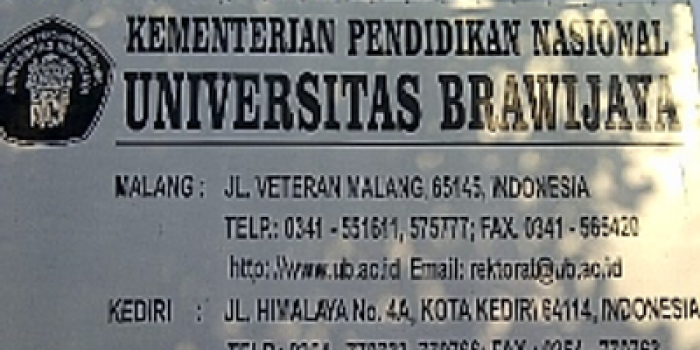 KEMENTERIAN PENDIDIKAN NASIONAL
UNIVERSITAS BRAWIJAYA
MALANG : JL. VETERAN MALANG, 65145, INDONESIA
TELP.: 0341 - 551611, 575777; FAX. 0341 - 565420
http://www.ub.ac.id Email: rektorat@ub.ac.id
KEDIRI : JL. HIMALAYA No. 4A, KOTA KEDIRI 64114, INDONESIA